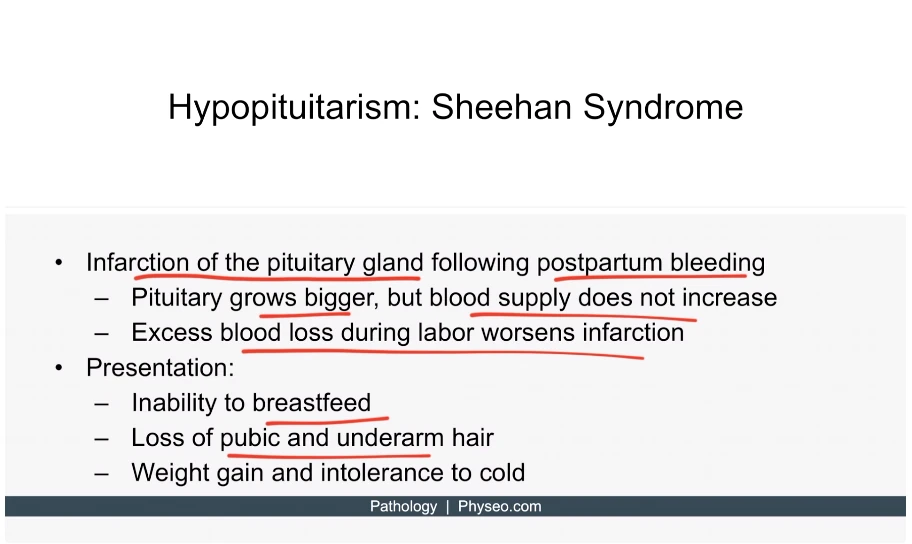 Hypopituitarism: Sheehan Syndrome
• Infarction of the pituitary gland following postpartum bleeding
– Pituitary grows bigger, but blood supply does not increase
– Excess blood loss during labor worsens infarction
• Presentation:
– Inability to breastfeed
– Loss of pubic and underarm hair
– Weight gain and intolerance to cold
Pathology | Physeo.com